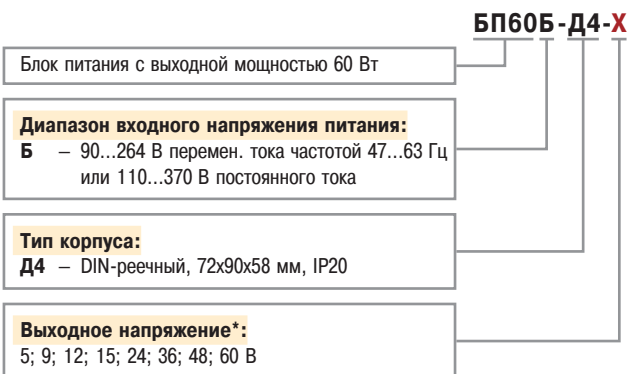 БП60Б-Д4-Х
Блок питания с выходной мощностью 60 Вт
Диапазон входного напряжения питания:
Б – 90...264 В перемен. тока частотой 47...63 Гц
или 110...370 В постоянного тока
Тип корпуса:
Д4 – DIN-реечный, 72х90х58 мм, IP20
Выходное напряжение*:
5; 9; 12; 15; 24; 36; 48; 60 В